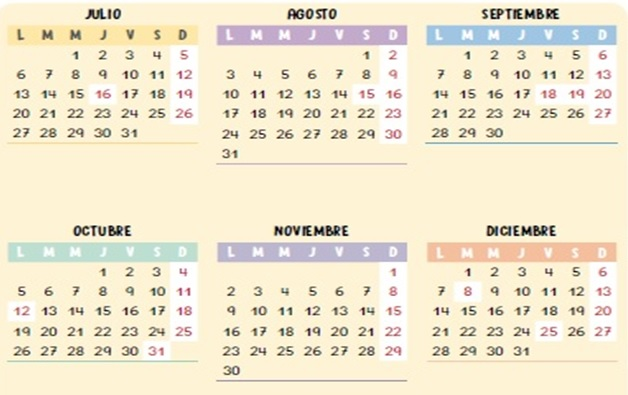 JULIO
L M M J V S D
1 2 3 4 5
6 7 8 9 10 11 12
13 14 15 16 17 18 19
20 21 22 23 24 25 26
27 28 29 30 31
AGOSTO
L M M J V S D
1 2
3 4 5 6 7 8 9
10 11 12 13 14 15 16
17 18 19 20 21 22 23
24 25 26 27 28 29 30
31
SEPTIEMBRE
L M M J V S D
1 2 3 4 5 6
7 8 9 10 11 12 13
14 15 16 17 18 19 20
21 22 23 24 25 26 27
28 29 30
OCTUBRE
L M M J V S D
1 2 3 4
5 6 7 8 9 10 11
12 13 14 15 16 17 18
19 20 21 22 23 24 25
26 27 28 29 30 31
NOVIEMBRE
L M M J V S D
1
2 3 4 5 6 7 8
9 10 11 12 13 14 15
16 17 18 19 20 21 22
23 24 25 26 27 28 29
30
DICIEMBRE
L M M J V S D
1 2 3 4 5 6
7 8 9 10 11 12 13
14 15 16 17 18 19 20
21 22 23 24 25 26 27
28 29 30 31